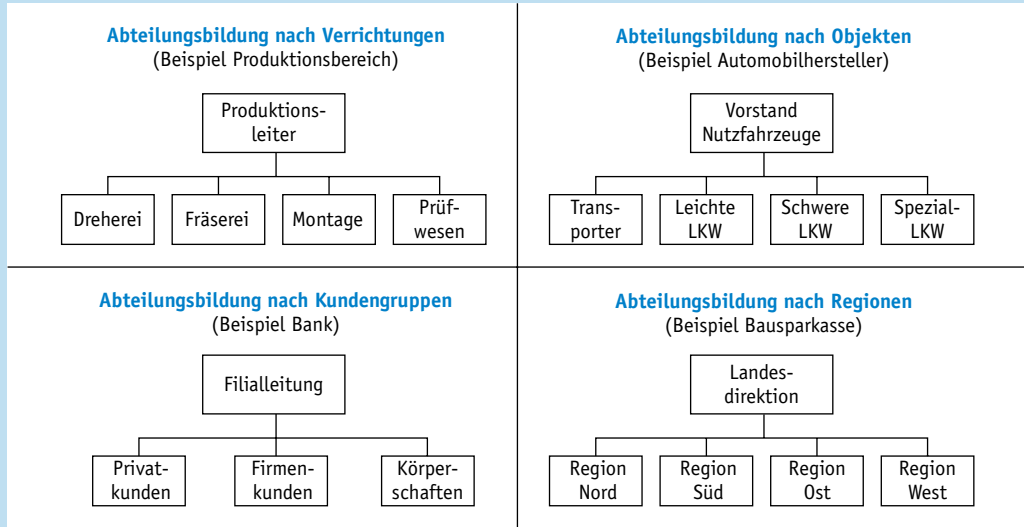 Abteilungsbildung nach Verrichtungen
(Beispiel Produktionsbereich)
Produktions-
leiter
Dreherei
Fräserei
Montage
Prüf-
wesen
Abteilungsbildung nach Objekten
(Beispiel Automobilhersteller)
Vorstand
Nutzfahrzeuge
Trans-
porter
Leichte
LKW
Schwere
LKW
Spezial-
LKW
Abteilungsbildung nach Kundengruppen
(Beispiel Bank)
Filialleitung
Privat-
kunden
Firmen-
kunden
Körper-
schaften
Abteilungsbildung nach Regionen
(Beispiel Bausparkasse)
Landes-
direktion
Region
Nord
Region
Süd
Region
Ost
Region
West